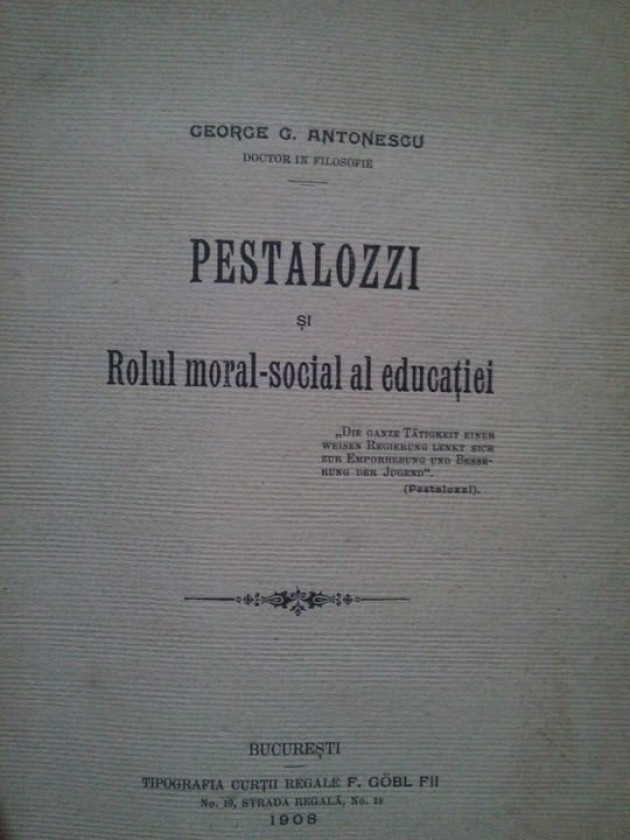 GEORGE G. ANTONESCU
DOCTOR IN FILOSOFIE
PESTALOZZI
ȘI
Rolul moral-social al educației
„DIE GANZE TÄTIGKEIT EINER
WEISEN REGIERUNG LENKT SICH
ZUR EMPORHEBUNG UND BESSE-
RUNG DER JUGEND".
(Pestalozzi).
BUCUREȘTI
TIPOGRAFIA CURȚII REGALE F. GÖBL FII
No. 19, STRADA REGALĂ, No. 19
1908